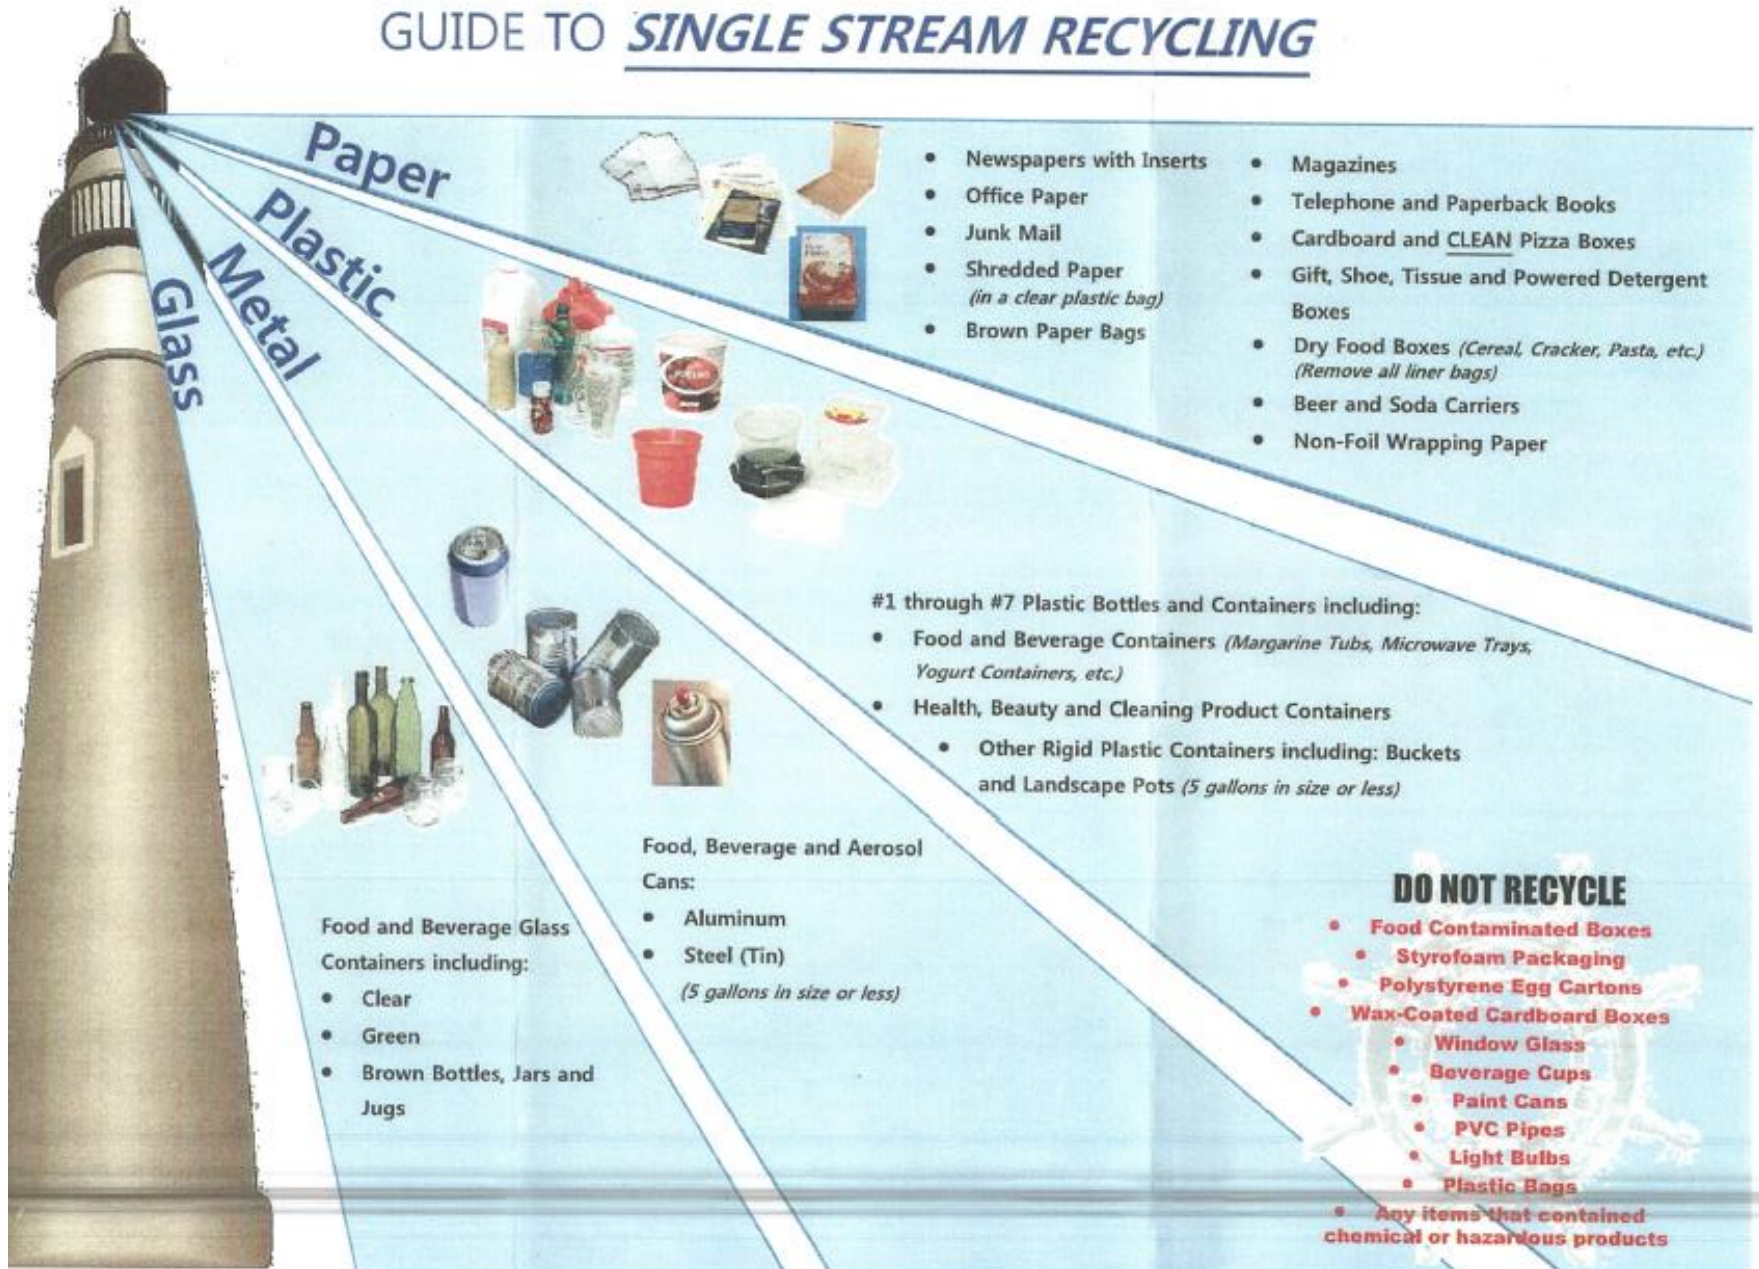 GUIDE TO SINGLE STREAM RECYCLING
Paper
Newspapers with Inserts
Office Paper
Junk Mail
Shredded Paper
(in a clear plastic bag)
Brown Paper Bags
Magazines
Telephone and Paperback Books
Cardboard and CLEAN Pizza Boxes
Gift, Shoe, Tissue and Powered Detergent
Boxes
Dry Food Boxes (Cereal, Cracker, Pasta, etc.)
(Remove all liner bags)
Beer and Soda Carriers
Non-Foil Wrapping Paper
Plastic
#1 through #7 Plastic Bottles and Containers including:
Food and Beverage Containers (Margarine Tubs, Microwave Trays,
Yogurt Containers, etc.)
Health, Beauty and Cleaning Product Containers
Other Rigid Plastic Containers including: Buckets
and Landscape Pots (5 gallons in size or less)
Metal
Food, Beverage and Aerosol
Cans:
Aluminum
Steel (Tin)
(5 gallons in size or less)
Glass
Food and Beverage Glass
Containers including:
Clear
Green
Brown Bottles, Jars and
Jugs
DO NOT RECYCLE
Food Contaminated Boxes
Styrofoam Packaging
Polystyrene Egg Cartons
Wax-Coated Cardboard Boxes
Window Glass
Beverage Cups
Paint Cans
PVC Pipes
Light Bulbs
Plastic Bags
Any items that contained
chemical or hazardous products